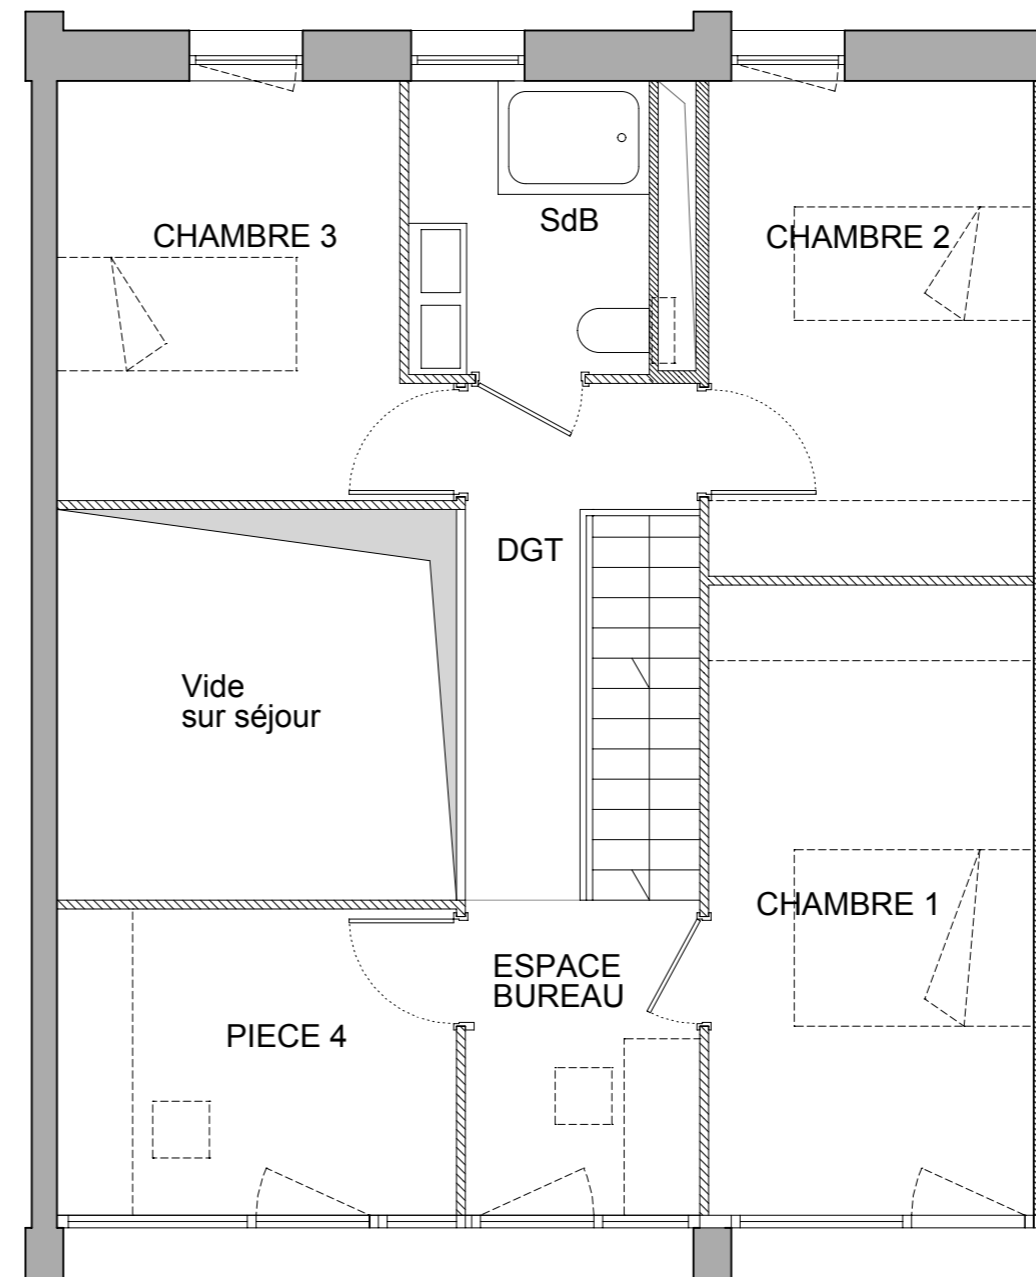 SdB
CHAMBRE 3
CHAMBRE 2
DGT
Vide
sur séjour
CHAMBRE 1
ESPACE
BUREAU
PIECE 4